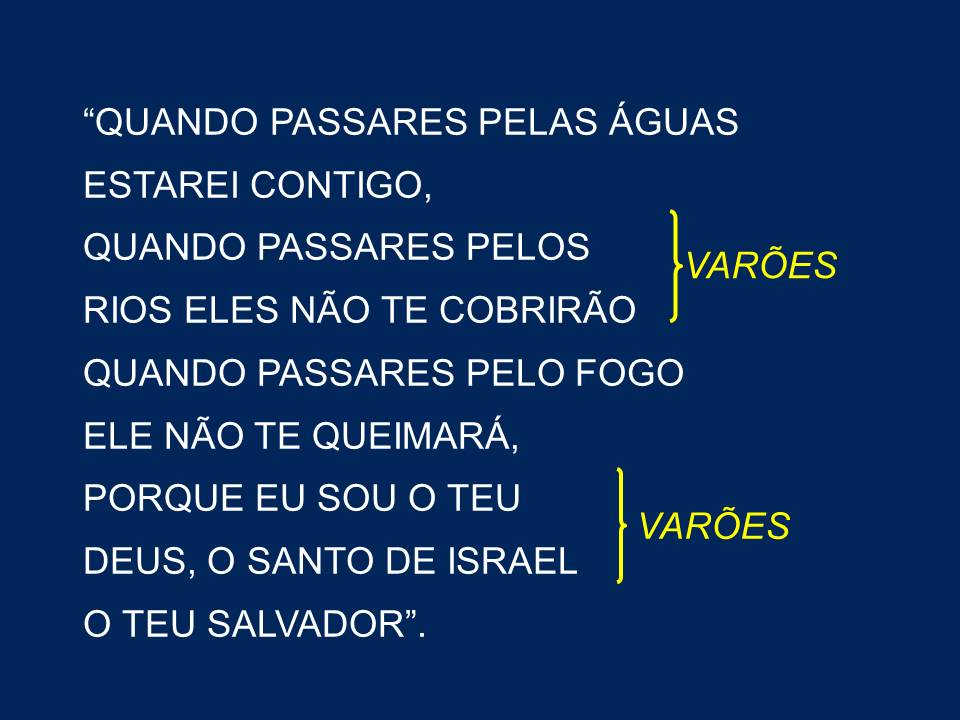 “QUANDO PASSARES PELAS ÁGUAS
ESTAREI CONTIGO,
QUANDO PASSARES PELOS
VARÕES
RIOS ELES NÃO TE COBRIRÃO
QUANDO PASSARES PELO FOGO
ELE NÃO TE QUEIMARÁ,
PORQUE EU SOU O TEU
VARÕES
DEUS, O SANTO DE ISRAEL
O TEU SALVADOR”.